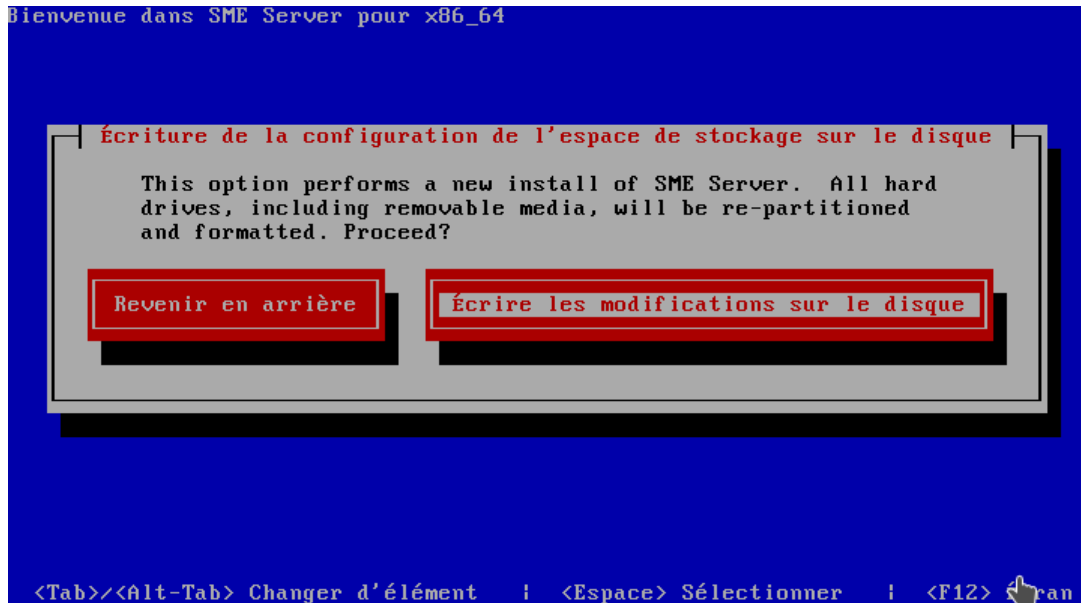 Bienvenue dans SME Server pour x86_64
Écriture de la configuration de l'espace de stockage sur le disque
This option performs a new install of SME Server.  All hard
drives, including removable media, will be re-partitioned
and formatted. Proceed?
Revenir en arrière    Écrire les modifications sur le disque
<Tab>/<Alt-Tab> Changer d'élément   |   <Espace> Sélectionner   |   <F12>